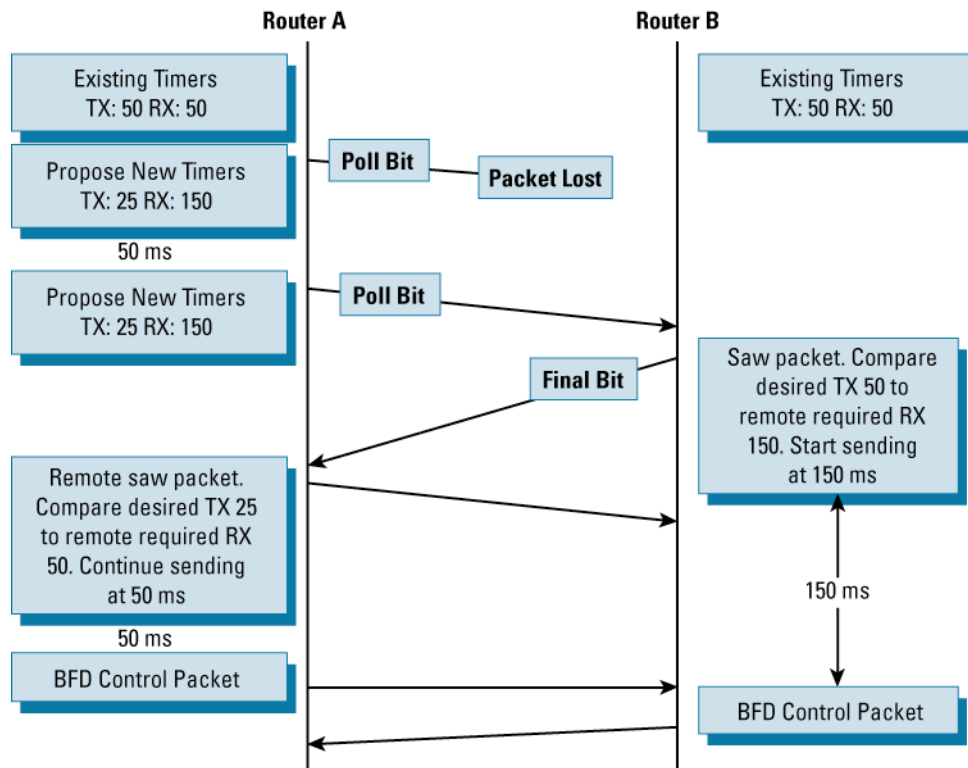 Router A
Router B
Existing Timers
TX: 50 RX: 50
Existing Timers
TX: 50 RX: 50
Poll Bit
Packet Lost
Propose New Timers
TX: 25 RX: 150
50 ms
Propose New Timers
TX: 25 RX: 150
Poll Bit
Final Bit
Saw packet. Compare
desired TX 50 to
remote required RX
150. Start sending
at 150 ms
Remote saw packet.
Compare desired TX 25
to remote required RX
50. Continue sending
at 50 ms
150 ms
50 ms
BFD Control Packet
BFD Control Packet